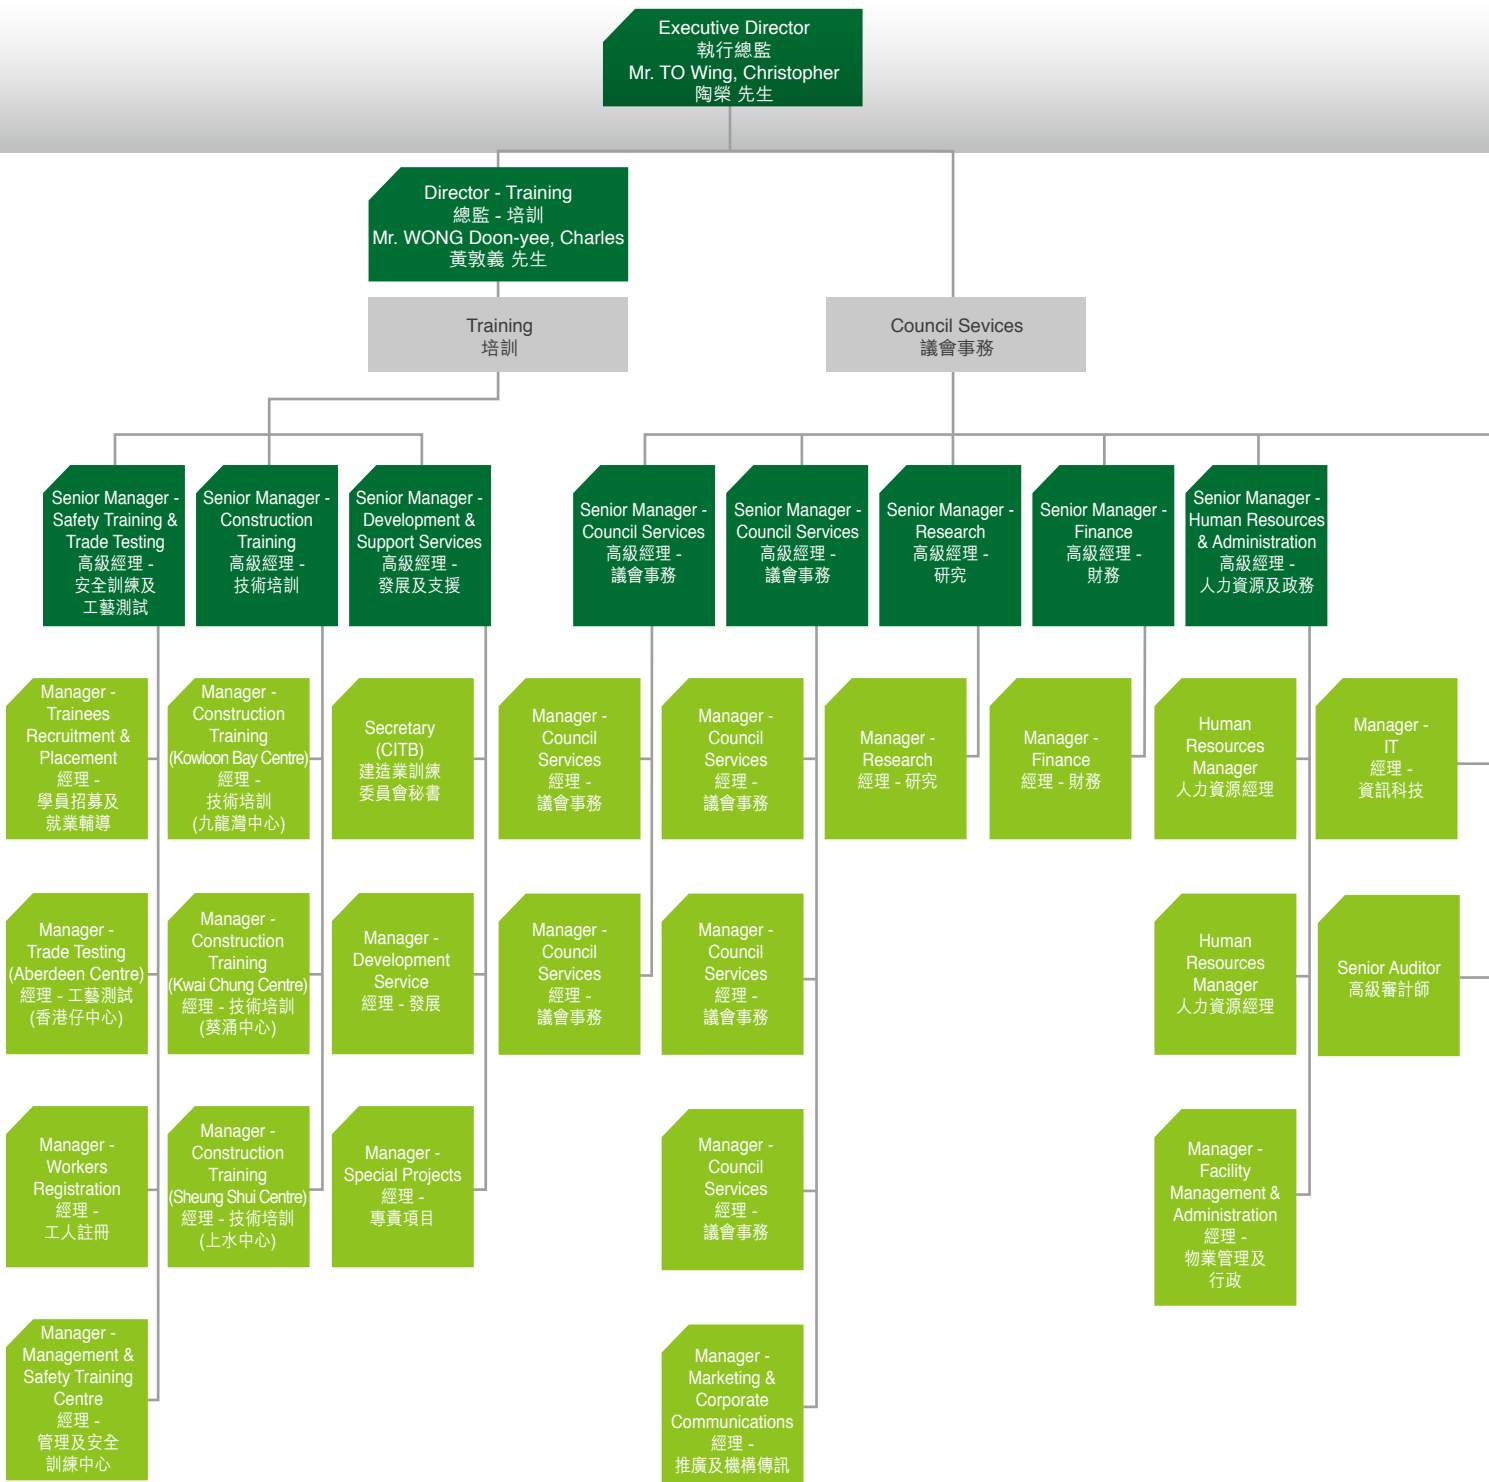 Executive Director
執行總監
Mr. TO Wing, Christopher
陶榮 先生
Director - Training
總監 - 培訓
Mr. WONG Doon-yee, Charles
黃敦義 先生
Training
培訓
Council Sevices
議會事務
Senior Manager -
Safety Training &
Trade Testing
高級經理 -
安全訓練及
工藝測試
Senior Manager -
Construction
Training
高級經理 -
技術培訓
Senior Manager -
Development &
Support Services
高級經理 -
發展及支援
Senior Manager -
Council Services
高級經理 -
議會事務
Senior Manager -
Council Services
高級經理 -
議會事務
Senior Manager -
Research
高級經理 -
研究
Senior Manager -
Finance
高級經理 -
財務
Senior Manager -
Human Resources
& Administration
高級經理 -
人力資源及政務
Manager -
Trainees
Recruitment &
Placement
經理 -
學員招募及
就業輔導
Manager -
Construction
Training
(Kowloon Bay Centre)
經理 -
技術培訓
(九龍灣中心)
Secretary
(CITB)
建造業訓練
委員會秘書
Manager -
Council
Services
經理 -
議會事務
Manager -
Council
Services
經理 -
議會事務
Manager -
Research
經理 - 研究
Manager -
Finance
經理 - 財務
Human
Resources
Manager
人力資源經理
Manager -
IT
經理 -
資訊科技
Manager -
Trade Testing
(Aberdeen Centre)
經理 - 工藝測試
(香港仔中心)
Manager -
Construction
Training
(Kwai Chung Centre)
經理 - 技術培訓
(葵涌中心)
Manager -
Development
Service
經理 - 發展
Manager -
Council
Services
經理 -
議會事務
Manager -
Council
Services
經理 -
議會事務
Human
Resources
Manager
人力資源經理
Senior Auditor
高級審計師
Manager -
Workers
Registration
經理 -
工人註冊
Manager -
Construction
Training
(Sheung Shui Centre)
經理 - 技術培訓
(上水中心)
Manager -
Special Projects
經理 -
專責項目
Manager -
Council
Services
經理 -
議會事務
Manager -
Facility
Management &
Administration
經理 -
物業管理及
行政
Manager -
Management &
Safety Training
Centre
經理 -
管理及安全
訓練中心
Manager -
Marketing &
Corporate
Communications
經理 -
推廣及機構傳訊